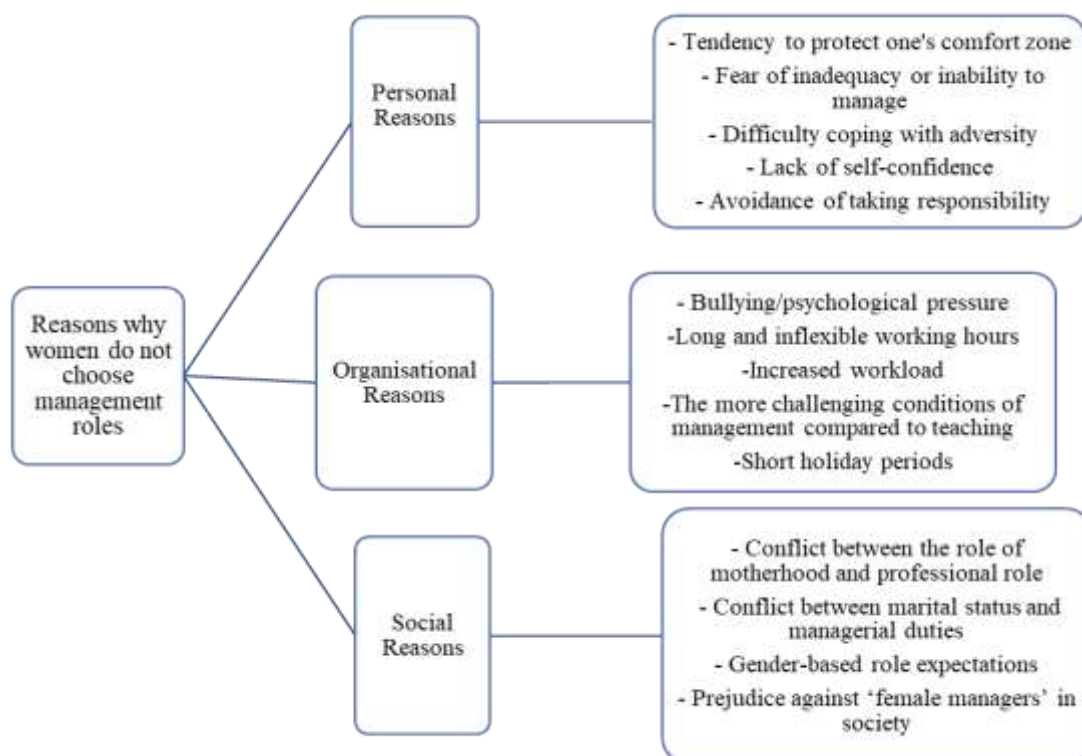 Reasons why
women do not
choose
management
roles
Personal
Reasons
- Tendency to protect one's comfort zone
- Fear of inadequacy or inability to
manage
- Difficulty coping with adversity
- Lack of self-confidence
- Avoidance of taking responsibility
Organisational
Reasons
- Bullying/psychological pressure
-Long and inflexible working hours
-Increased workload
-The more challenging conditions of
management compared to teaching
-Short holiday periods
Social
Reasons
- Conflict between the role of
motherhood and professional role
- Conflict between marital status and
managerial duties
- Gender-based role expectations
- Prejudice against ‘female managers’ in
society